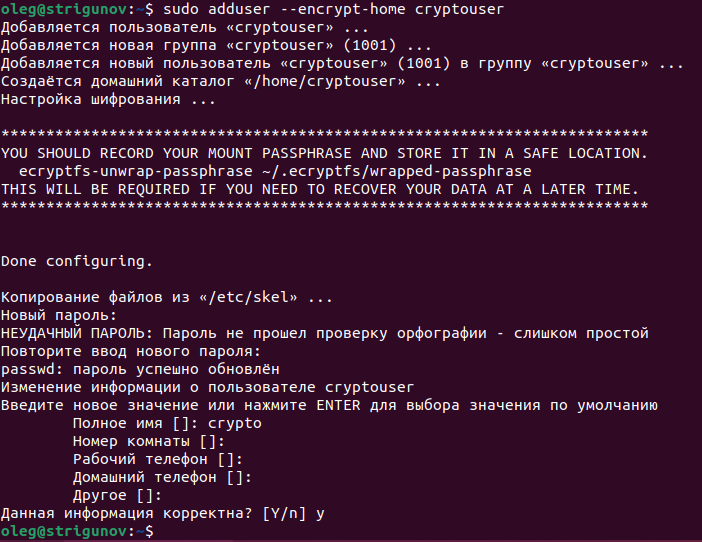 oleg@strigunov:~$ sudo adduser --encrypt-home cryptouser
Добавляется пользователь «cryptouser» ...
Добавляется новая группа «cryptouser» (1001) ...
Добавляется новый пользователь «cryptouser» (1001) в группу «cryptouser» ...
Создаётся домашний каталог «/home/cryptouser» ...
Настройка шифрования ...
************************************************************************
YOU SHOULD RECORD YOUR MOUNT PASSPHRASE AND STORE IT IN A SAFE LOCATION.
ecryptfs-unwrap-passphrase ~/.ecryptfs/wrapped-passphrase
THIS WILL BE REQUIRED IF YOU NEED TO RECOVER YOUR DATA AT A LATER TIME.
************************************************************************
Done configuring.
Копирование файлов из «/etc/skel» ...
Новый пароль:
НЕУДАЧНЫЙ ПАРОЛЬ: Пароль не прошел проверку орфографии - слишком простой
Повторите ввод нового пароля:
passwd: пароль успешно обновлён
Изменение информации о пользователе cryptouser
Введите новое значение или нажмите ENTER для выбора значения по умолчанию
Полное имя []: crypto
Номер комнаты []:
Рабочий телефон []:
Домашний телефон []:
Другое []:
Данная информация корректна? [Y/n] y
oleg@strigunov:~$